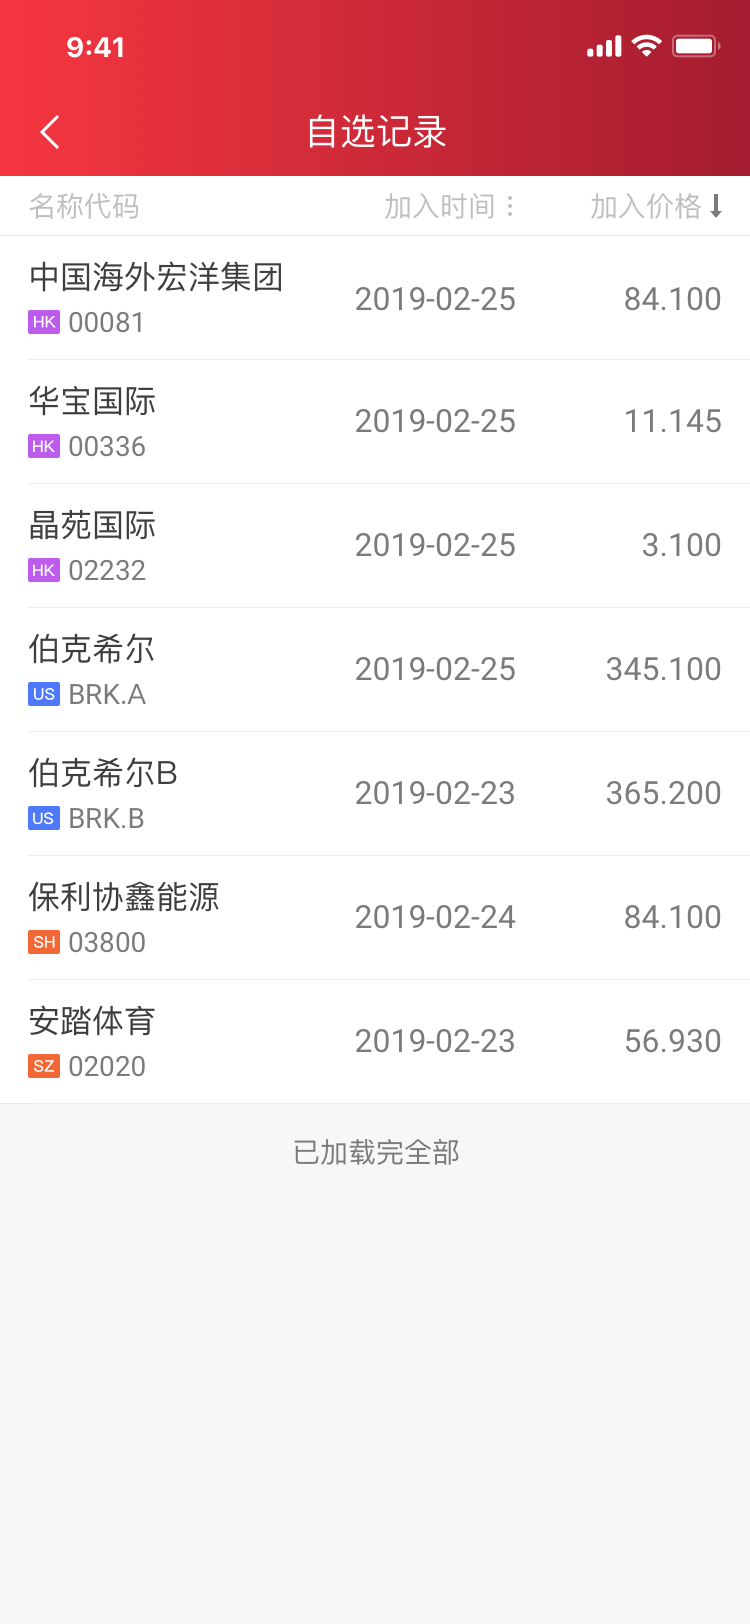 9:41
自选记录
名称代码 加入时间 加入价格
中国海外宏洋集团
HK 00081 2019-02-25 84.100
华宝国际
HK 00336 2019-02-25 11.145
晶苑国际
HK 02232 2019-02-25 3.100
伯克希尔
US BRK.A 2019-02-25 345.100
伯克希尔B
US BRK.B 2019-02-23 365.200
保利协鑫能源
SH 03800 2019-02-24 84.100
安踏体育
SZ 02020 2019-02-23 56.930
已加载完全部